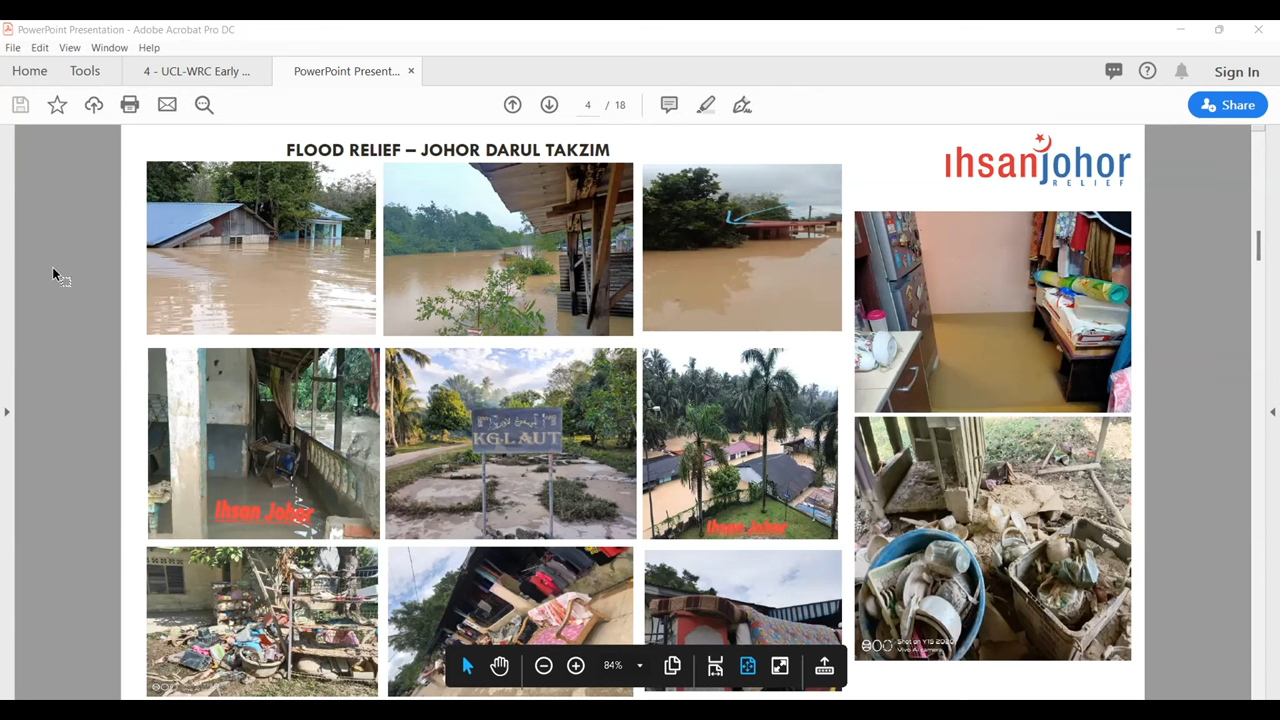 PowerPoint Presentation - Adobe Acrobat Pro DC
File Edit View Window Help
Home Tools 4 - UCL-WRC Early ... PowerPoint Present... ×
? Sign In
4 / 18
Share
FLOOD RELIEF – JOHOR DARUL TAKZIM
ıhsanjohor
RELIEF
KG·LAUT
Ihsan Johor
Ihsan Johor
Shot on Y15 2020
Vivo AI camera
84%